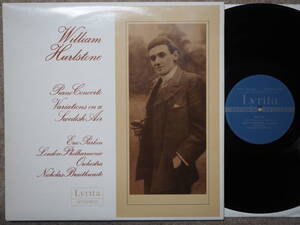 William
Hurlstone
Piano Concerto
Variations on a
Swedish Air
Eric Parkin
London Philharmonic
Orchestra
Nicholas Braithwaite
Lyrita
Lyrita